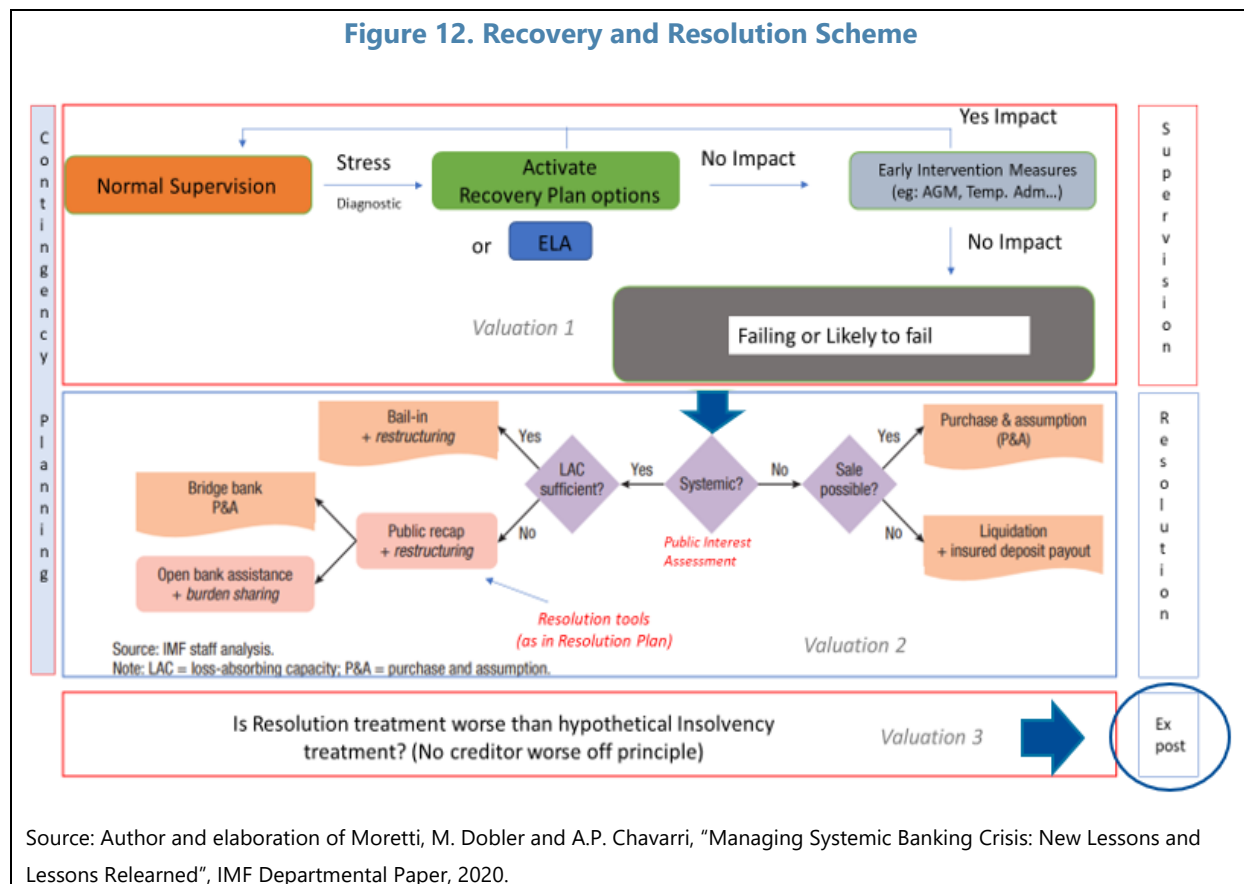 Figure 12. Recovery and Resolution Scheme
Contingency Planning
Supervision
Yes Impact
Normal Supervision
Stress
Diagnostic
Activate
Recovery Plan options
No Impact
Early Intervention Measures
(eg: AGM, Temp. Adm...)
or
ELA
No Impact
Valuation 1
Failing or Likely to fail
Resolution
Bail-in
+ restructuring
Yes
LAC
sufficient?
Yes
Systemic?
No
Sale
possible?
Yes
Purchase & assumption
(P&A)
Bridge bank
P&A
Public recap
+ restructuring
No
Public Interest
Assessment
No
Liquidation
+ insured deposit payout
Open bank assistance
+ burden sharing
Resolution tools
(as in Resolution Plan)
Valuation 2
Source: IMF staff analysis.
Note: LAC = loss-absorbing capacity; P&A = purchase and assumption.
Is Resolution treatment worse than hypothetical Insolvency
treatment? (No creditor worse off principle)
Valuation 3
Ex
post
Source: Author and elaboration of Moretti, M. Dobler and A.P. Chavarri, “Managing Systemic Banking Crisis: New Lessons and
Lessons Relearned”, IMF Departmental Paper, 2020.